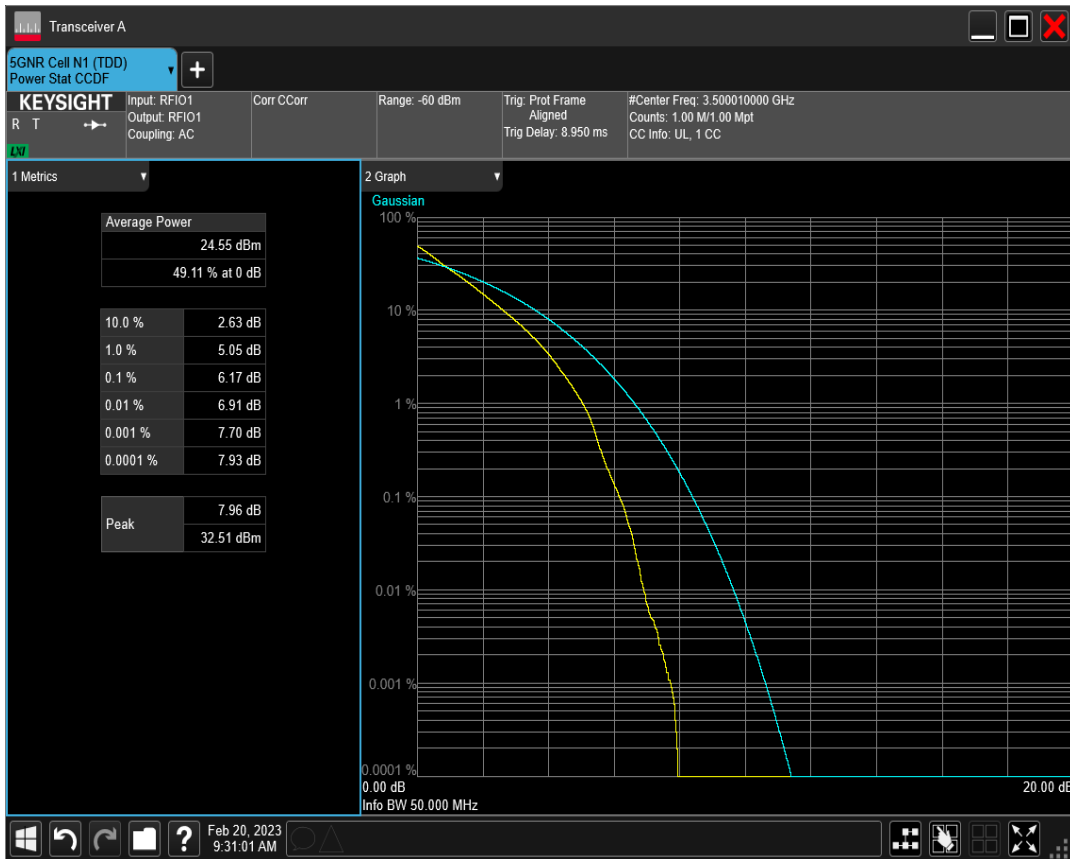 Transceiver A
5GNR Cell N1 (TDD)
Power Stat CCDF
+
KEYSIGHT
R T
LXI
Input: RFIO1
Output: RFIO1
Coupling: AC
Corr CCorr
Range: -60 dBm
Trig: Prot Frame
Aligned
Trig Delay: 8.950 ms
#Center Freq: 3.500010000 GHz
Counts: 1.00 M/1.00 Mpt
CC Info: UL, 1 CC
1 Metrics
Average Power
24.55 dBm
49.11 % at 0 dB
10.0 % 2.63 dB
1.0 % 5.05 dB
0.1 % 6.17 dB
0.01 % 6.91 dB
0.001 % 7.70 dB
0.0001 % 7.93 dB
Peak 7.96 dB
32.51 dBm
2 Graph
Gaussian
100 %
10 %
1 %
0.1 %
0.01 %
0.001 %
0.0001 %
0.00 dB 20.00 dB
Info BW 50.000 MHz
?
Feb 20, 2023
9:31:01 AM